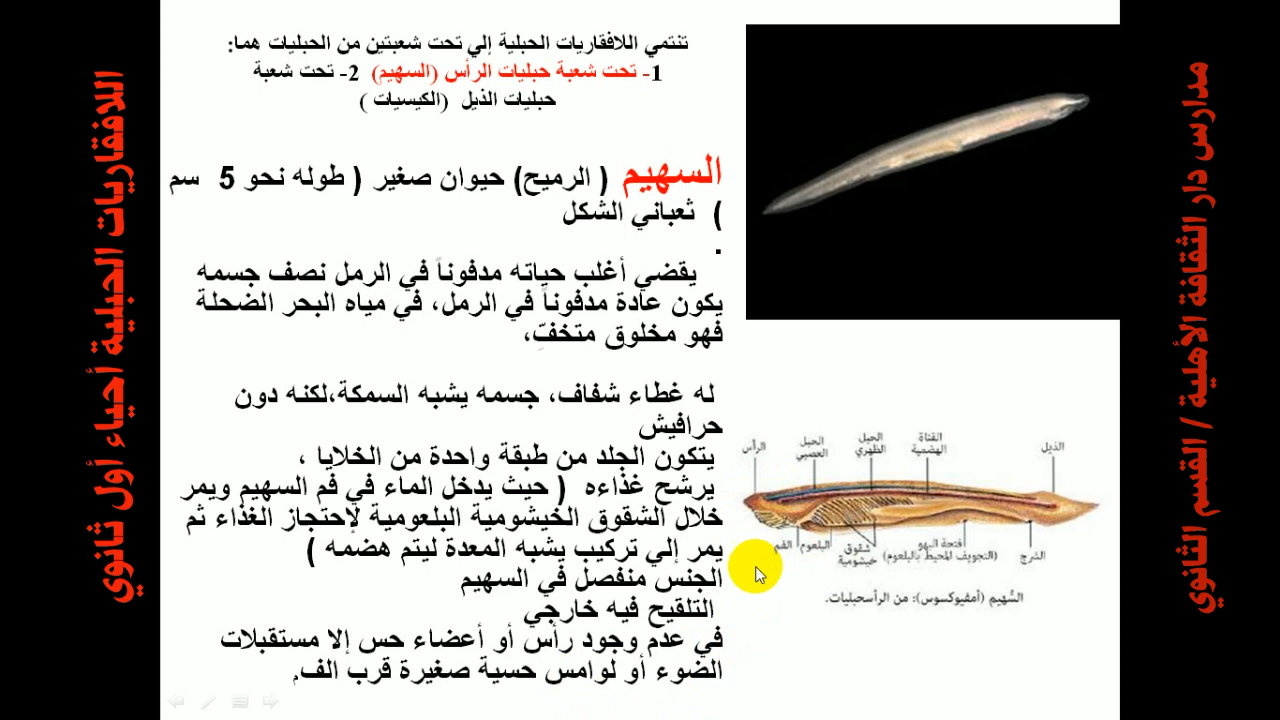 اللافقاريات الحبلية أحياء أول ثانوي
مدارس دار الثقافة الأهلية / القسم الثانوي
تنتمي اللافقاريات الحبلية إلي تحت شعبتين من الحبليات هما:
1- تحت شعبة حبليات الرأس (السهيم) 2- تحت شعبة
حبليات الذيل (الكيسيات )
السهيم ( الرميح) حيوان صغير ( طوله نحو 5 سم
) ثعباني الشكل
.
يقضي أغلب حياته مدفوناً في الرمل نصف جسمه
يكون عادة مدفوناً في الرمل، في مياه البحر الضحلة
فهو مخلوق متخفٍّ،
له غطاء شفاف، جسمه يشبه السمكة،لكنه دون
حرافيش
يتكون الجلد من طبقة واحدة من الخلايا ،
يرشح غذاءه ( حيث يدخل الماء في فم السهيم ويمر
خلال الشقوق الخيشومية البلعومية لإحتجاز الغذاء ثم
يمر إلي تركيب يشبه المعدة ليتم هضمه )
الجنس منفصل في السهيم
التلقيح فيه خارجي
في عدم وجود رأس أو أعضاء حس إلا مستقبلات
الضوء أو لوامس حسية صغيرة قرب الفم
الرأس
الحبل العصبي
الحبل الظهري
القناة الهضمية
الذيل
الفم
البلعوم
شقوق خيشومية
فتحة البهو
(التجويف المحيط بالبلعوم)
الشرج
السُّهيم (أمفيوكسوس): من الرأسحبليات.